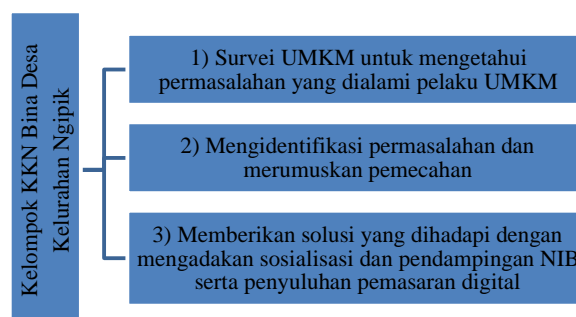 Kelompok KKN Bina Desa
Kelurahan Ngipik
1) Survei UMKM untuk mengetahui
permasalahan yang dialami pelaku UMKM
2) Mengidentifikasi permasalahan dan
merumuskan pemecahan
3) Memberikan solusi yang dihadapi dengan
mengadakan sosialisasi dan pendampingan NIB
serta penyuluhan pemasaran digital